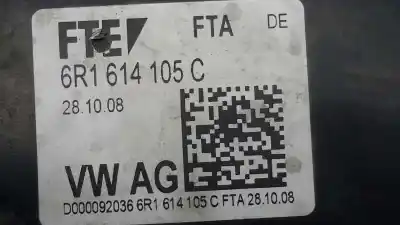 FTE FTA DE
6R1 614 105 C
28.10.08
VW AG
D000092036 6R1 614 105 C FTA 28.10.08